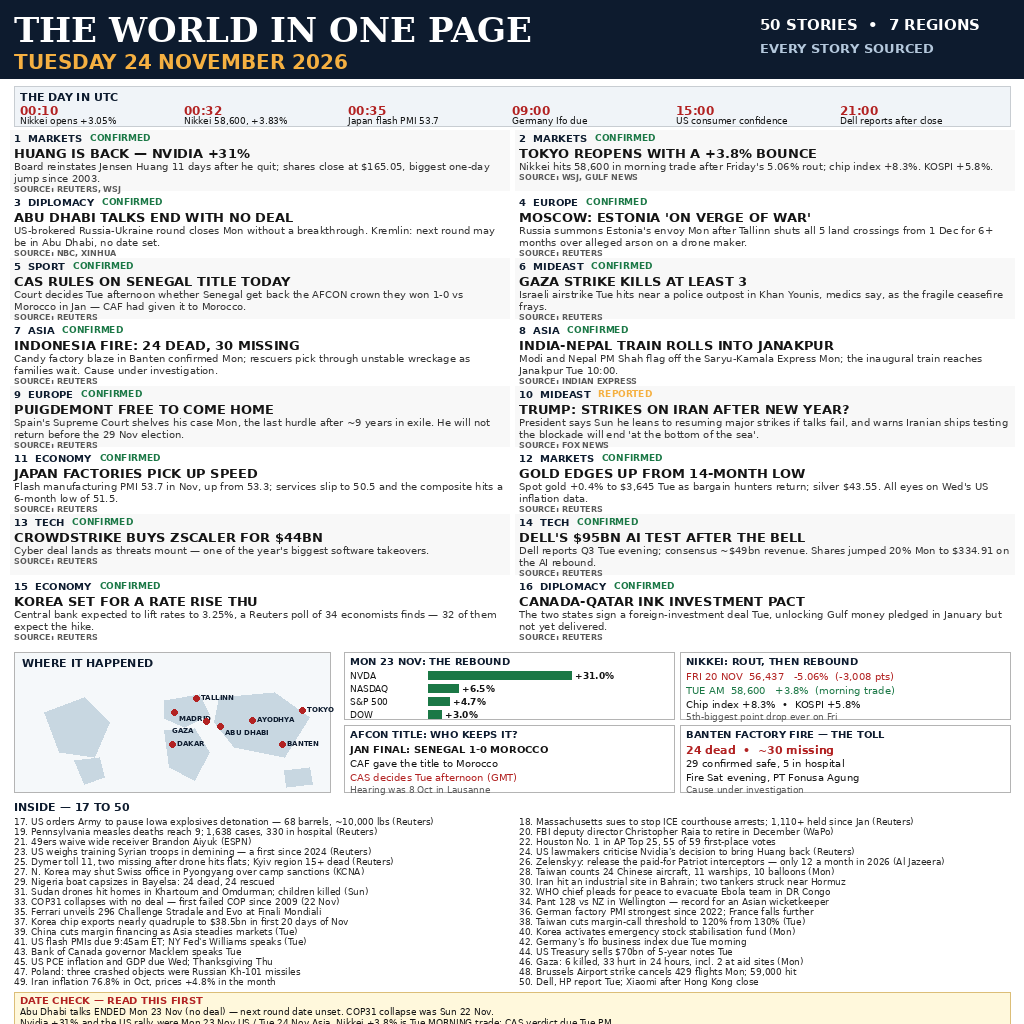 THE WORLD IN ONE PAGE
TUESDAY 24 NOVEMBER 2026
50 STORIES • 7 REGIONS
EVERY STORY SOURCED
THE DAY IN UTC
00:10
Nikkei opens +3.05%
00:32
Nikkei 58,600, +3.83%
00:35
Japan flash PMI 53.7
09:00
Germany Ifo due
15:00
US consumer confidence
21:00
Dell reports after close
1 MARKETS CONFIRMED
HUANG IS BACK — NVIDIA +31%
Board reinstates Jensen Huang 11 days after he quit; shares close at $165.05, biggest one-day
jump since 2003.
SOURCE: REUTERS, WSJ
2 MARKETS CONFIRMED
TOKYO REOPENS WITH A +3.8% BOUNCE
Nikkei hits 58,600 in morning trade after Friday's 5.06% rout; chip index +8.3%. KOSPI +5.8%.
SOURCE: WSJ, GULF NEWS
3 DIPLOMACY CONFIRMED
ABU DHABI TALKS END WITH NO DEAL
US-brokered Russia-Ukraine round closes Mon without a breakthrough. Kremlin: next round may
be in Abu Dhabi, no date set.
SOURCE: NBC, XINHUA
4 EUROPE CONFIRMED
MOSCOW: ESTONIA 'ON VERGE OF WAR'
Russia summons Estonia's envoy Mon after Tallinn shuts all 5 land crossings from 1 Dec for 6+
months over alleged arson on a drone maker.
SOURCE: REUTERS
5 SPORT CONFIRMED
CAS RULES ON SENEGAL TITLE TODAY
Court decides Tue afternoon whether Senegal get back the AFCON crown they won 1-0 vs
Morocco in Jan — CAF had given it to Morocco.
SOURCE: REUTERS
6 MIDEAST CONFIRMED
GAZA STRIKE KILLS AT LEAST 3
Israeli airstrike Tue hits near a police outpost in Khan Younis, medics say, as the fragile ceasefire
frays.
SOURCE: REUTERS
7 ASIA CONFIRMED
INDONESIA FIRE: 24 DEAD, 30 MISSING
Candy factory blaze in Banten confirmed Mon; rescuers pick through unstable wreckage as
families wait. Cause under investigation.
SOURCE: REUTERS
8 ASIA CONFIRMED
INDIA-NEPAL TRAIN ROLLS INTO JANAKPUR
Modi and Nepal PM Shah flag off the Saryu-Kamala Express Mon; the inaugural train reaches
Janakpur Tue 10:00.
SOURCE: INDIAN EXPRESS
9 EUROPE CONFIRMED
PUIGDEMONT FREE TO COME HOME
Spain's Supreme Court shelves his case Mon, the last hurdle after ~9 years in exile. He will not
return before the 29 Nov election.
SOURCE: REUTERS
10 MIDEAST REPORTED
TRUMP: STRIKES ON IRAN AFTER NEW YEAR?
President says Sun he leans to resuming major strikes if talks fail, and warns Iranian ships testing
the blockade will end 'at the bottom of the sea'.
SOURCE: FOX NEWS
11 ECONOMY CONFIRMED
JAPAN FACTORIES PICK UP SPEED
Flash manufacturing PMI 53.7 in Nov, up from 53.3; services slip to 50.5 and the composite hits a
6-month low of 51.5.
SOURCE: REUTERS
12 MARKETS CONFIRMED
GOLD EDGES UP FROM 14-MONTH LOW
Spot gold +0.4% to $3,645 Tue as bargain hunters return; silver $43.55. All eyes on Wed's US
inflation data.
SOURCE: REUTERS
13 TECH CONFIRMED
CROWDSTRIKE BUYS ZSCALER FOR $44BN
Cyber deal lands as threats mount — one of the year's biggest software takeovers.
SOURCE: REUTERS
14 TECH CONFIRMED
DELL'S $95BN AI TEST AFTER THE BELL
Dell reports Q3 Tue evening; consensus ~$49bn revenue. Shares jumped 20% Mon to $334.91 on
the AI rebound.
SOURCE: REUTERS
15 ECONOMY CONFIRMED
KOREA SET FOR A RATE RISE THU
Central bank expected to lift rates to 3.25%, a Reuters poll of 34 economists finds — 32 of them
expect the hike.
SOURCE: REUTERS
16 DIPLOMACY CONFIRMED
CANADA-QATAR INK INVESTMENT PACT
The two states sign a foreign-investment deal Tue, unlocking Gulf money pledged in January but
not yet delivered.
SOURCE: REUTERS
WHERE IT HAPPENED
TALLINN
MADRID
TOKYO
AYODHYA
GAZA
ABU DHABI
DAKAR
BANTEN
MON 23 NOV: THE REBOUND
NVDA +31.0%
NASDAQ +6.5%
S&P 500 +4.7%
DOW +3.0%
NIKKEI: ROUT, THEN REBOUND
FRI 20 NOV 56,437 -5.06% (-3,008 pts)
TUE AM 58,600 +3.8% (morning trade)
Chip index +8.3% • KOSPI +5.8%
5th-biggest point drop ever on Fri
AFCON TITLE: WHO KEEPS IT?
JAN FINAL: SENEGAL 1-0 MOROCCO
CAF gave the title to Morocco
CAS decides Tue afternoon (GMT)
Hearing was 8 Oct in Lausanne
BANTEN FACTORY FIRE — THE TOLL
24 dead • ~30 missing
29 confirmed safe, 5 in hospital
Fire Sat evening, PT Fonusa Agung
Cause under investigation
INSIDE — 17 TO 50
17. US orders Army to pause Iowa explosives detonation — 68 barrels, ~10,000 lbs (Reuters)
18. Massachusetts sues to stop ICE courthouse arrests; 1,110+ held since Jan (Reuters)
19. Pennsylvania measles deaths reach 9; 1,638 cases, 330 in hospital (Reuters)
20. FBI deputy director Christopher Raia to retire in December (WaPo)
21. 49ers waive wide receiver Brandon Aiyuk (ESPN)
22. Houston No. 1 in AP Top 25, 55 of 59 first-place votes
23. US weighs training Syrian troops in demining — a first since 2024 (Reuters)
24. US lawmakers criticise Nvidia's decision to bring Huang back (Reuters)
25. Dymer toll 11, two missing after drone hits flats; Kyiv region 15+ dead (Reuters)
26. Zelenskyy: release the paid-for Patriot interceptors — only 12 a month in 2026 (Al Jazeera)
27. N. Korea may shut Swiss office in Pyongyang over camp sanctions (KCNA)
28. Taiwan counts 24 Chinese aircraft, 11 warships, 10 balloons (Mon)
29. Nigeria boat capsizes in Bayelsa: 24 dead, 24 rescued
30. Iran hit an industrial site in Bahrain; two tankers struck near Hormuz
31. Sudan drones hit homes in Khartoum and Omdurman; children killed (Sun)
32. WHO chief pleads for peace to evacuate Ebola team in DR Congo
33. COP31 collapses with no deal — first failed COP since 2009 (22 Nov)
34. Pant 128 vs NZ in Wellington — record for an Asian wicketkeeper
35. Ferrari unveils 296 Challenge Stradale and Evo at Finali Mondiali
36. German factory PMI strongest since 2022; France falls further
37. Korea chip exports nearly quadruple to $38.5bn in first 20 days of Nov
38. Taiwan cuts margin-call threshold to 120% from 130% (Tue)
39. China cuts margin financing as Asia steadies markets (Tue)
40. Korea activates emergency stock stabilisation fund (Mon)
41. US flash PMIs due 9:45am ET; NY Fed's Williams speaks (Tue)
42. Germany's Ifo business index due Tue morning
43. Bank of Canada governor Macklem speaks Tue
44. US Treasury sells $70bn of 5-year notes Tue
45. US PCE inflation and GDP due Wed; Thanksgiving Thu
46. Gaza: 6 killed, 33 hurt in 24 hours, incl. 2 at aid sites (Mon)
47. Poland: three crashed objects were Russian Kh-101 missiles
48. Brussels Airport strike cancels 429 flights Mon; 59,000 hit
49. Iran inflation 76.8% in Oct, prices +4.8% in the month
50. Dell, HP report Tue; Xiaomi after Hong Kong close
DATE CHECK — READ THIS FIRST
Abu Dhabi talks ENDED Mon 23 Nov (no deal) — next round date unset. COP31 collapse was Sun 22 Nov.
Nvidia +31% and the US rally were Mon 23 Nov US / Tue 24 Nov Asia. Nikkei +3.8% is Tue MORNING trade; CAS verdict due Tue PM.